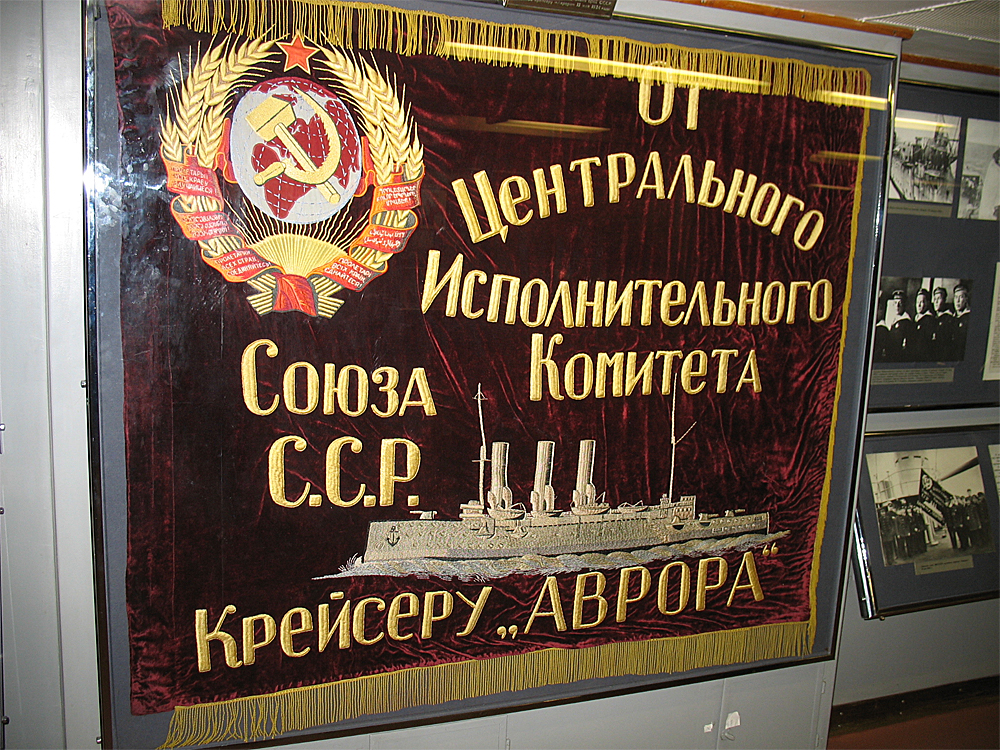 От
Центрального
Исполнительного
Комитета
Союза
С.С.Р.
Крейсеру „АВРОРА“